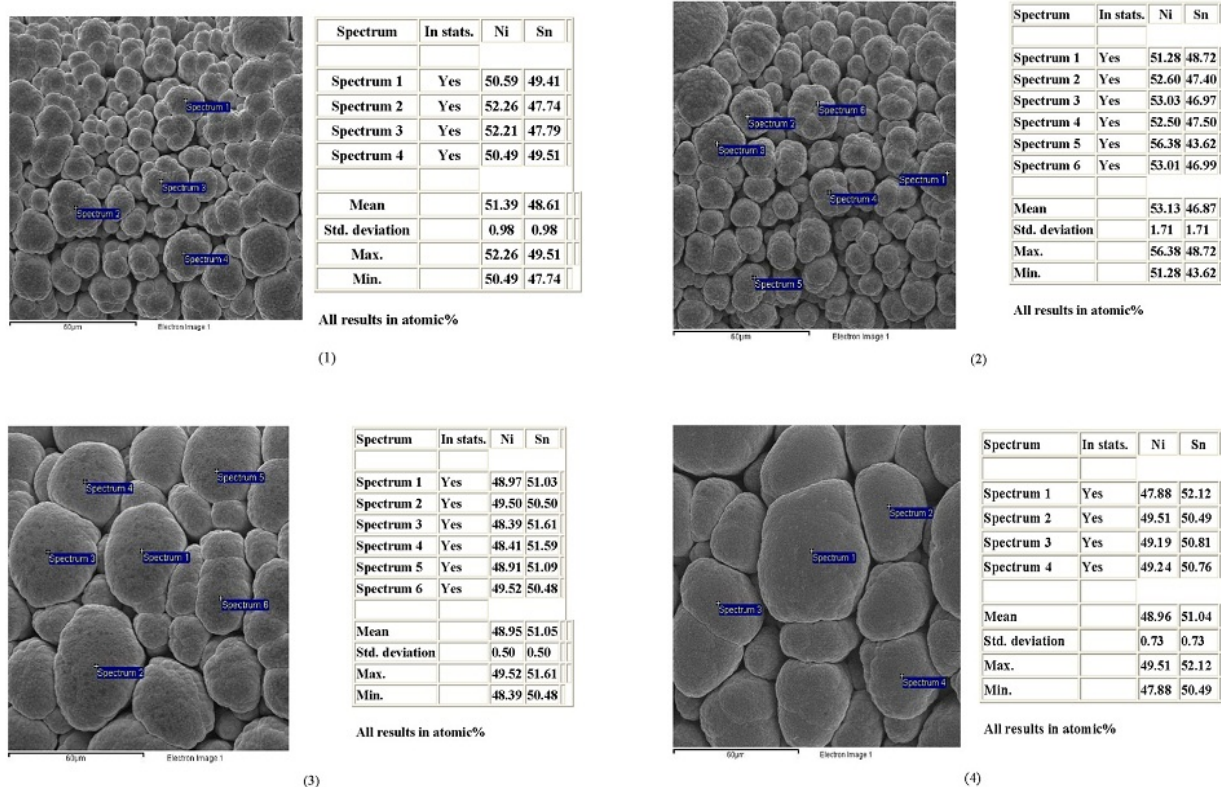 Spectrum 1
Spectrum 3
Spectrum 2
Spectrum 4
60µm Electron Image 1
Spectrum In stats. Ni Sn
Spectrum 1 Yes 50.59 49.41
Spectrum 2 Yes 52.26 47.74
Spectrum 3 Yes 52.21 47.79
Spectrum 4 Yes 50.49 49.51
Mean 51.39 48.61
Std. deviation 0.98 0.98
Max. 52.26 49.51
Min. 50.49 47.74
All results in atomic%
(1)
Spectrum 6
Spectrum 2
Spectrum 3
Spectrum 1
Spectrum 4
Spectrum 5
60µm Electron Image 1
Spectrum In stats. Ni Sn
Spectrum 1 Yes 51.28 48.72
Spectrum 2 Yes 52.60 47.40
Spectrum 3 Yes 53.03 46.97
Spectrum 4 Yes 52.50 47.50
Spectrum 5 Yes 56.38 43.62
Spectrum 6 Yes 53.01 46.99
Mean 53.13 46.87
Std. deviation 1.71 1.71
Max. 56.38 48.72
Min. 51.28 43.62
All results in atomic%
(2)
Spectrum 5
Spectrum 4
Spectrum 3
Spectrum 1
Spectrum 6
Spectrum 2
60µm Electron Image 1
Spectrum In stats. Ni Sn
Spectrum 1 Yes 48.97 51.03
Spectrum 2 Yes 49.50 50.50
Spectrum 3 Yes 48.39 51.61
Spectrum 4 Yes 48.41 51.59
Spectrum 5 Yes 48.91 51.09
Spectrum 6 Yes 49.52 50.48
Mean 48.95 51.05
Std. deviation 0.50 0.50
Max. 49.52 51.61
Min. 48.39 50.48
All results in atomic%
(3)
Spectrum 2
Spectrum 1
Spectrum 3
Spectrum 4
60µm Electron Image 1
Spectrum In stats. Ni Sn
Spectrum 1 Yes 47.88 52.12
Spectrum 2 Yes 49.51 50.49
Spectrum 3 Yes 49.19 50.81
Spectrum 4 Yes 49.24 50.76
Mean 48.96 51.04
Std. deviation 0.73 0.73
Max. 49.51 52.12
Min. 47.88 50.49
All results in atomic%
(4)